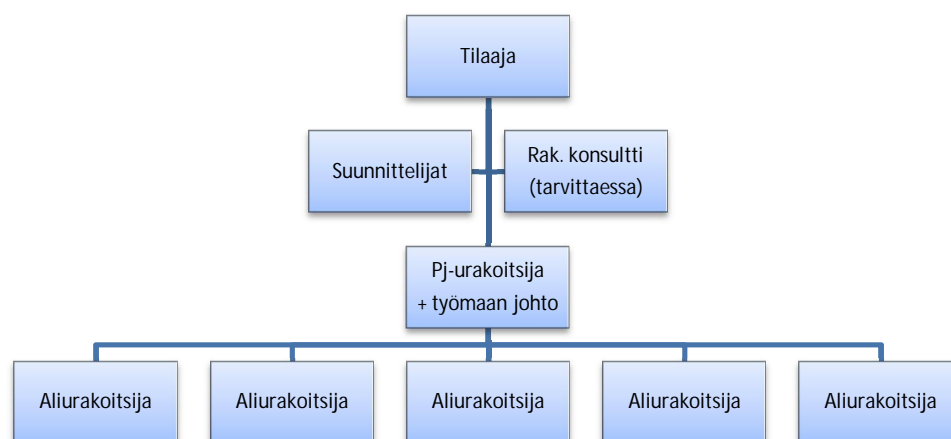 Tilaaja
Suunnittelijat
Rak. konsultti
(tarvittaessa)
Pj-urakoitsija
+ työmaan johto
Aliurakoitsija
Aliurakoitsija
Aliurakoitsija
Aliurakoitsija
Aliurakoitsija